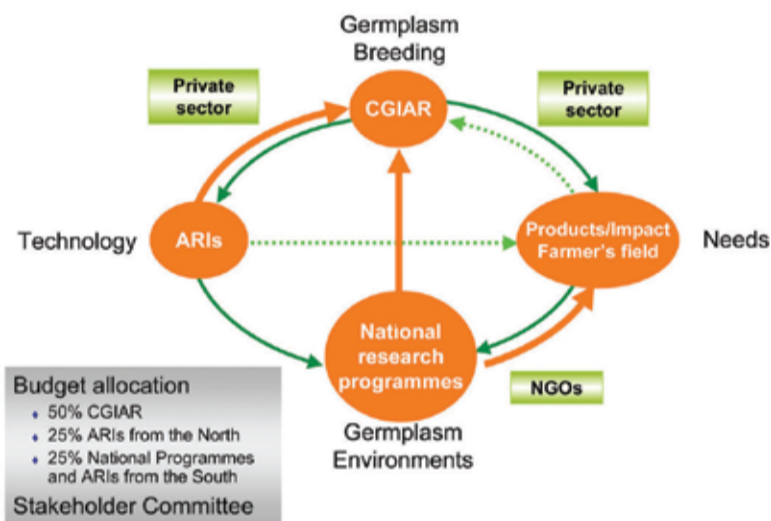 Germplasm
Breeding
Private
sector
CGIAR
Private
sector
Technology
ARIs
Products/Impact
Farmer's field
Needs
National
research
programmes
NGOs
Germplasm
Environments
Budget allocation
50% CGIAR
25% ARIs from the North
25% National Programmes
and ARIs from the South
Stakeholder Committee